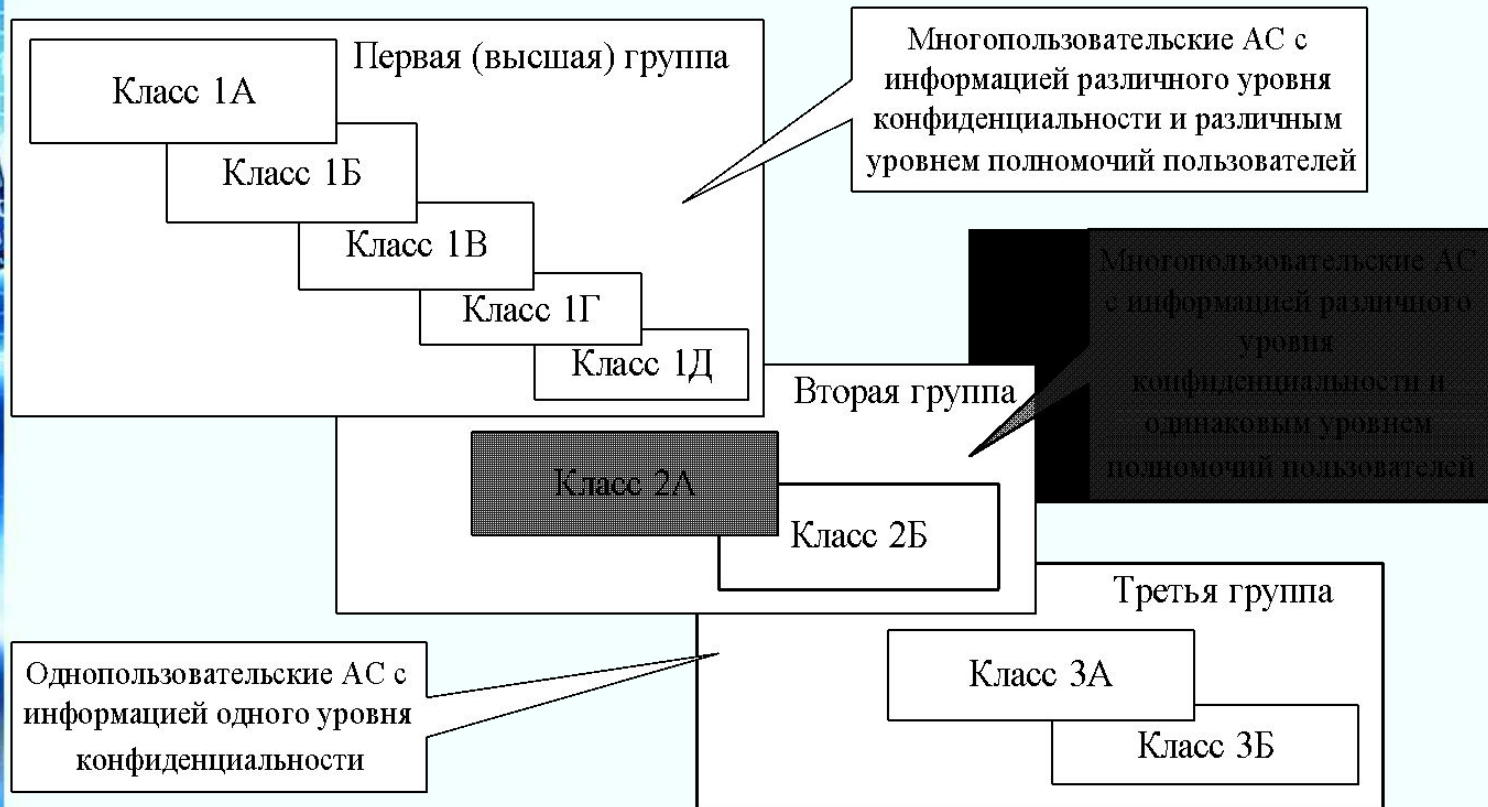 Первая (высшая) группа
Класс 1А
Класс 1Б
Класс 1В
Класс 1Г
Класс 1Д
Многопользовательские АС с
информацией различного уровня
конфиденциальности и различным
уровнем полномочий пользователей
Вторая группа
Класс 2А
Класс 2Б
Многопользовательские АС
с информацией различного
уровня
конфиденциальности и
одинаковым уровнем
полномочий пользователей
Третья группа
Класс 3А
Класс 3Б
Однопользовательские АС с
информацией одного уровня
конфиденциальности